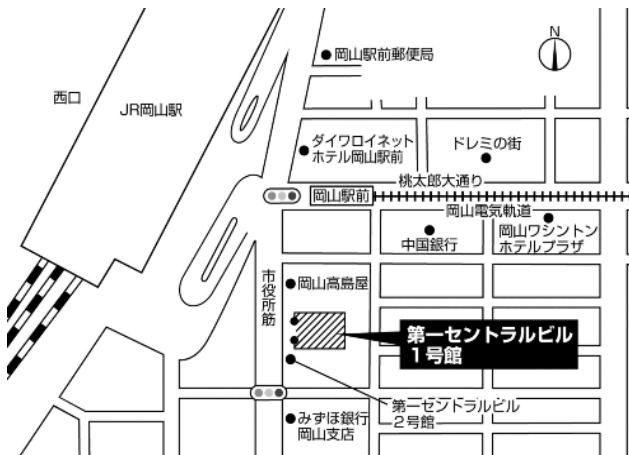 N
岡山駅前郵便局
西口
JR岡山駅
ダイワロイネット
ホテル岡山駅前
ドレミの街
桃太郎大通り
岡山駅前
岡山電気軌道
中国銀行
岡山ワシントン
ホテルプラザ
市役所筋
岡山髙島屋
第一セントラルビル
1号館
第一セントラルビル
2号館
みずほ銀行
岡山支店